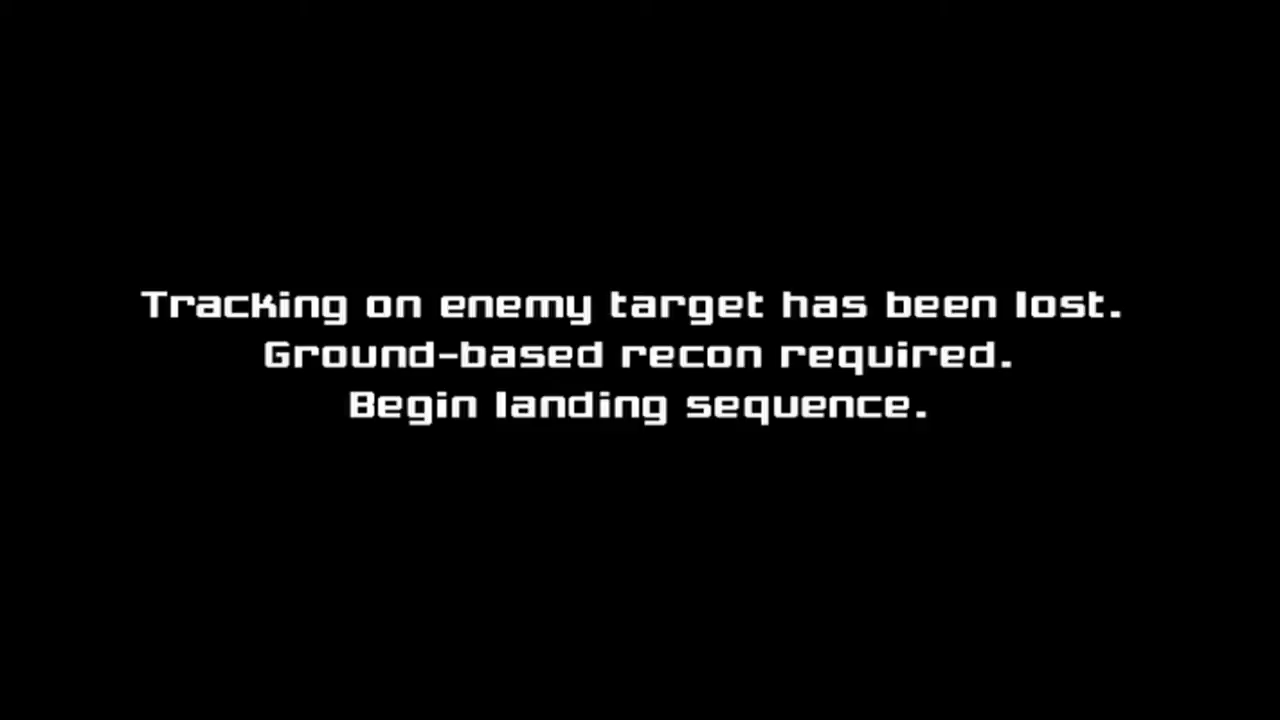 Tracking on enemy target has been lost.
Ground-based recon required.
Begin landing sequence.